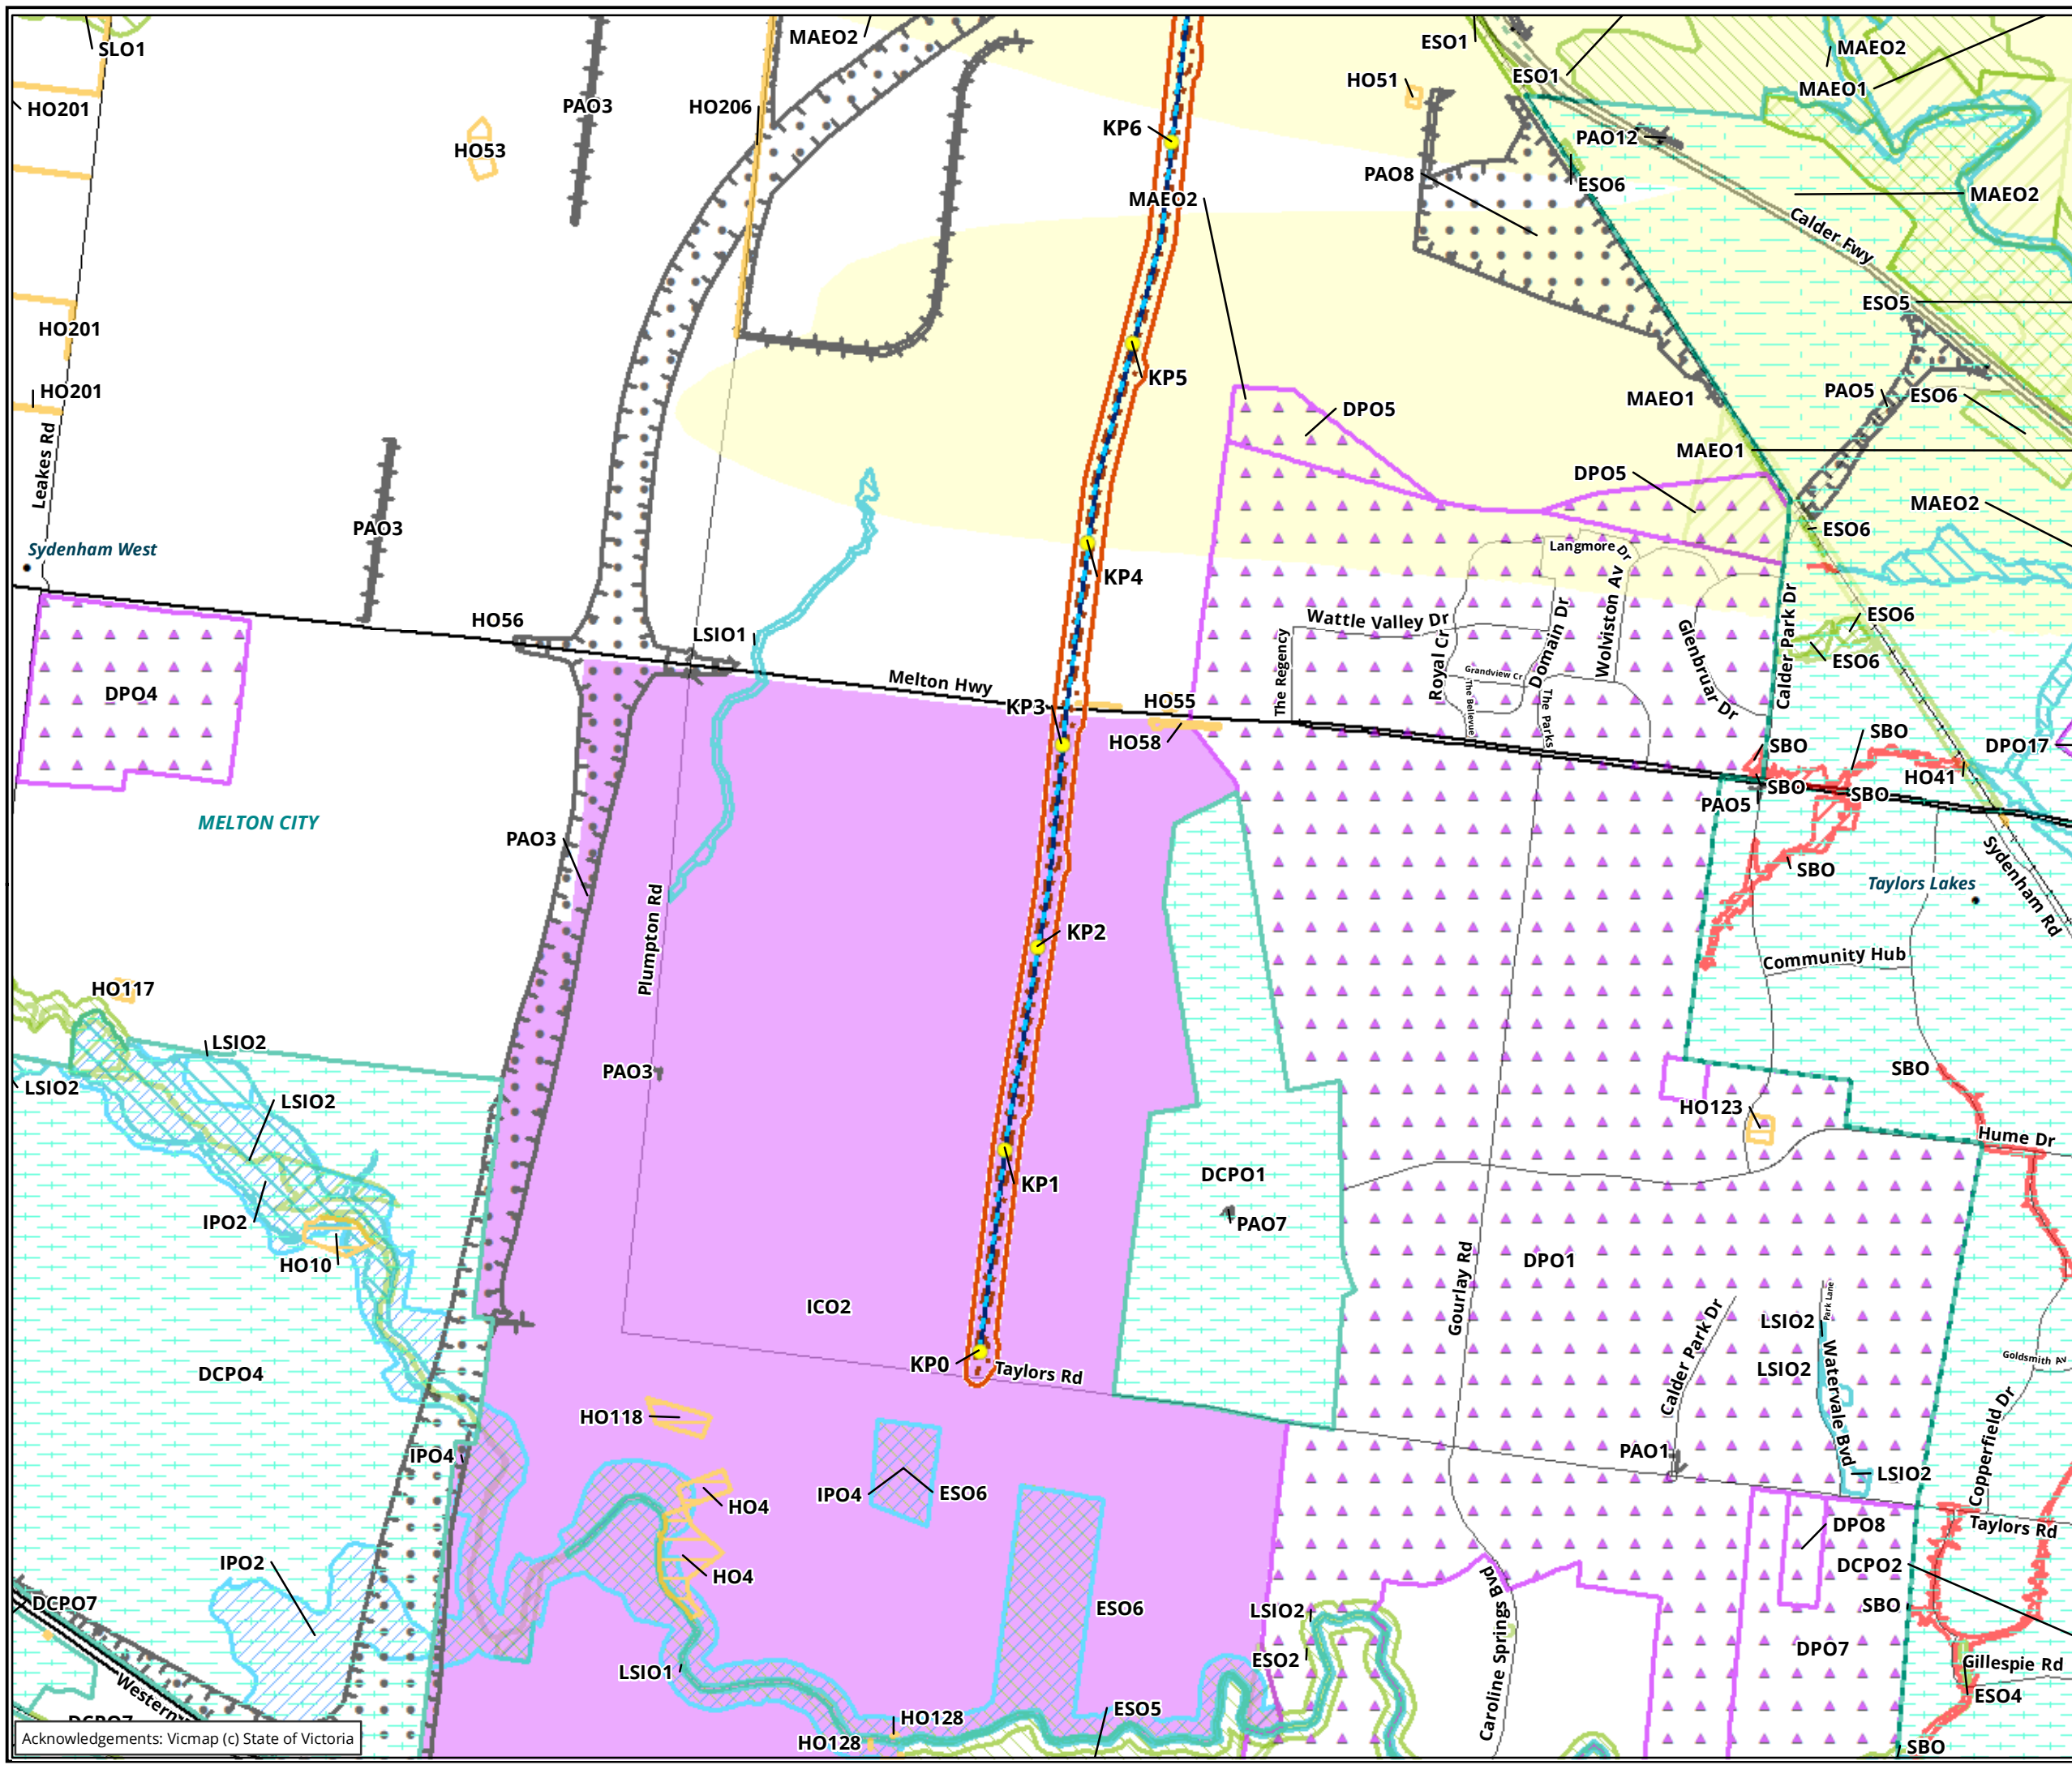 SLO1
MAEO2
ESO1
MAEO2
ESO1
HO51
MAEO1
HO201
PAO3
HO206
KP6
PAO12
HO53
PAO8
ESO6
MAEO2
MAEO2
Calder Fwy
ESO5
HO201
KP5
HO201
DPO5
MAEO1
PAO5
ESO6
MAEO1
Leakes Rd
DPO5
MAEO2
PAO3
ESO6
Sydenham West
Langmore Dr
KP4
HO56
LSIO1
Wattle Valley Dr
Royal Cr
Domain Dr
Wolviston Av
Glenbruar Dr
Calder Park Dr
ESO6
ESO6
The Regency
Grandview Cr
The Bellevue
The Parks
Melton Hwy
DPO4
KP3
HO55
HO58
SBO
SBO
DPO17
HO41
SBO
SBO
PAO5
MELTON CITY
PAO3
SBO
Taylors Lakes
Sydenham Rd
Plumpton Rd
KP2
Community Hub
HO117
LSIO2
LSIO2
PAO3
SBO
LSIO2
HO123
Hume Dr
KP1
DCPO1
IPO2
PAO7
HO10
DPO1
Gourlay Rd
ICO2
Park Lane
LSIO2
Calder Park Dr
Watervale Bvd
LSIO2
Goldsmith Av
KP0
Taylors Rd
DCPO4
HO118
IPO4
PAO1
LSIO2
Copperfield Dr
IPO4
ESO6
HO4
Taylors Rd
DPO8
DCPO2
IPO2
HO4
DCPO7
ESO6
LSIO2
Caroline Springs Bvd
SBO
ESO2
DPO7
Gillespie Rd
LSIO1
ESO4
Western
ESO5
HO128
HO128
DCPO7
SBO
Acknowledgements: Vicmap (c) State of Victoria